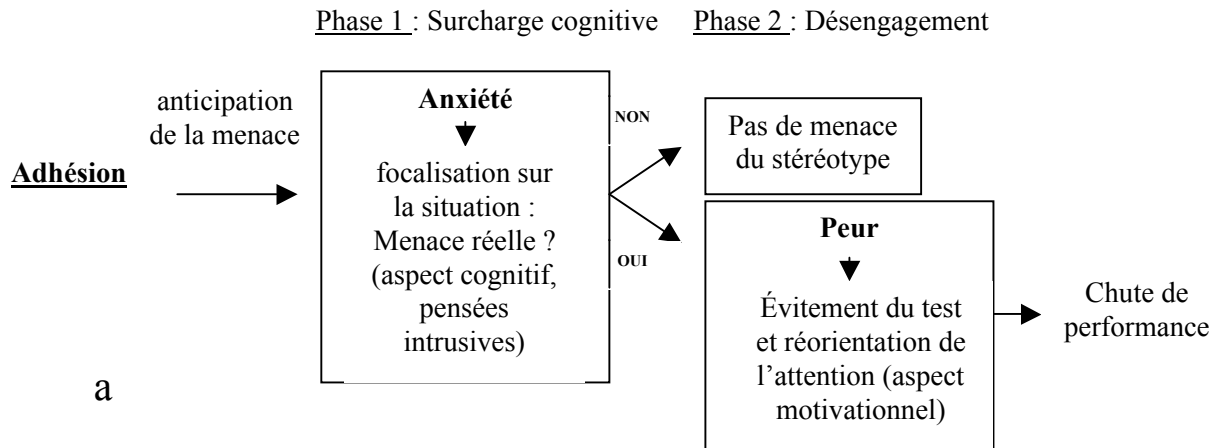 Phase 1 : Surcharge cognitive
Phase 2 : Désengagement
anticipation
de la menace
Adhésion
Anxiété
focalisation sur
la situation :
Menace réelle ?
(aspect cognitif,
pensées
intrusives)
NON
OUI
Pas de menace
du stéréotype
Peur
Évitement du test
et réorientation de
l’attention (aspect
motivationnel)
Chute de
performance
a